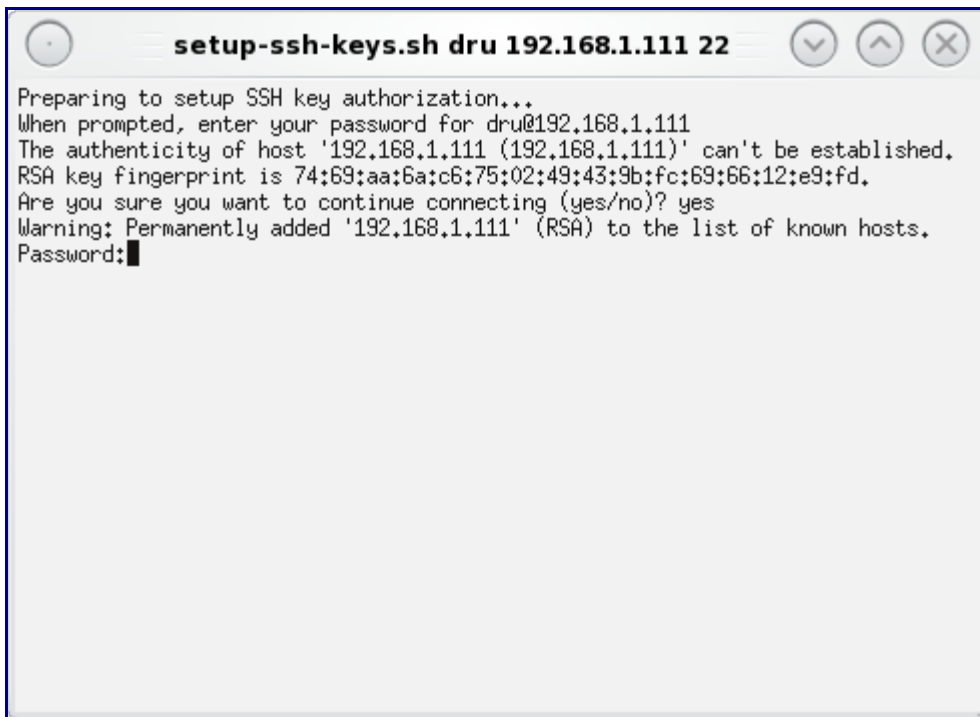 setup-ssh-keys.sh dru 192.168.1.111 22
Preparing to setup SSH key authorization...
When prompted, enter your password for dru@192.168.1.111
The authenticity of host '192.168.1.111 (192.168.1.111)' can't be established.
RSA key fingerprint is 74:69:aa:6a:c6:75:02:49:43:9b:fc:69:66:12:e9:fd.
Are you sure you want to continue connecting (yes/no)? yes
Warning: Permanently added '192.168.1.111' (RSA) to the list of known hosts.
Password: